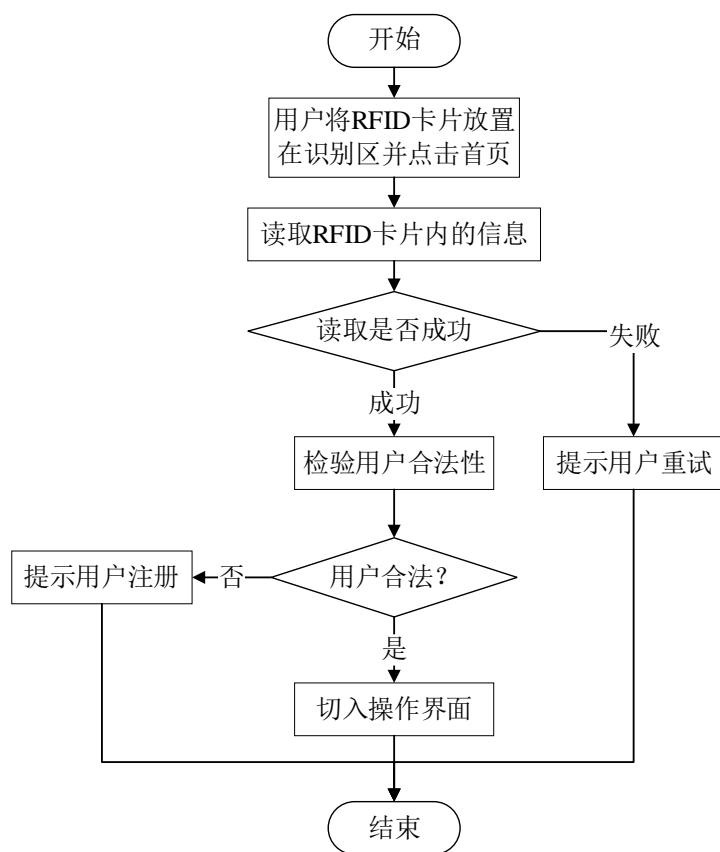 开始
用户将RFID卡片放置
在识别区并点击首页
读取RFID卡片内的信息
读取是否成功
失败
成功
检验用户合法性
提示用户重试
提示用户注册
否
用户合法？
是
切入操作界面
结束